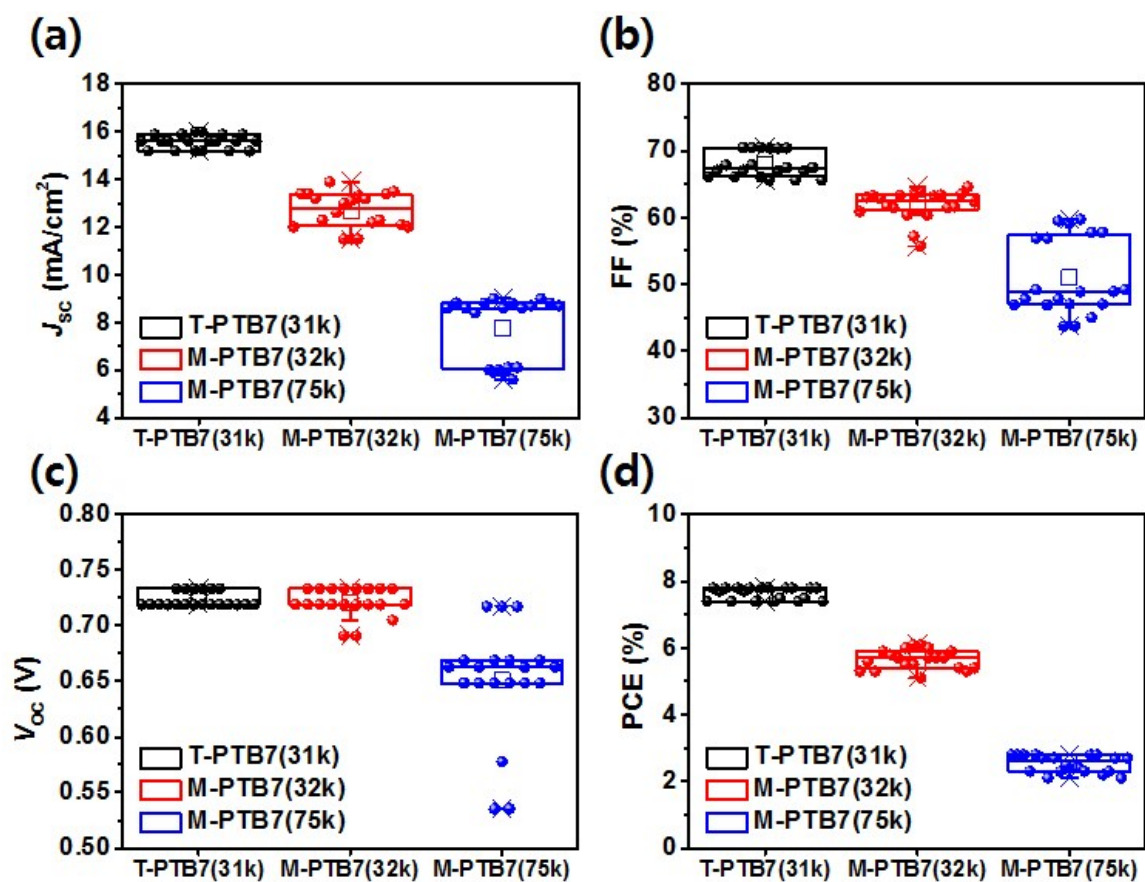 (a)
18
16
14
12
10
8
6
4
Jsc (mA/cm²)
T-PTB7(31k)
M-PTB7(32k)
M-PTB7(75k)
T-PTB7(31k) M-PTB7(32k) M-PTB7(75k)
(b)
80
70
60
50
40
30
FF (%)
T-PTB7(31k)
M-PTB7(32k)
M-PTB7(75k)
T-PTB7(31k) M-PTB7(32k) M-PTB7(75k)
(c)
0.80
0.75
0.70
0.65
0.60
0.55
0.50
Voc (V)
T-PTB7(31k)
M-PTB7(32k)
M-PTB7(75k)
T-PTB7(31k) M-PTB7(32k) M-PTB7(75k)
(d)
10
8
6
4
2
0
PCE (%)
T-PTB7(31k)
M-PTB7(32k)
M-PTB7(75k)
T-PTB7(31k) M-PTB7(32k) M-PTB7(75k)